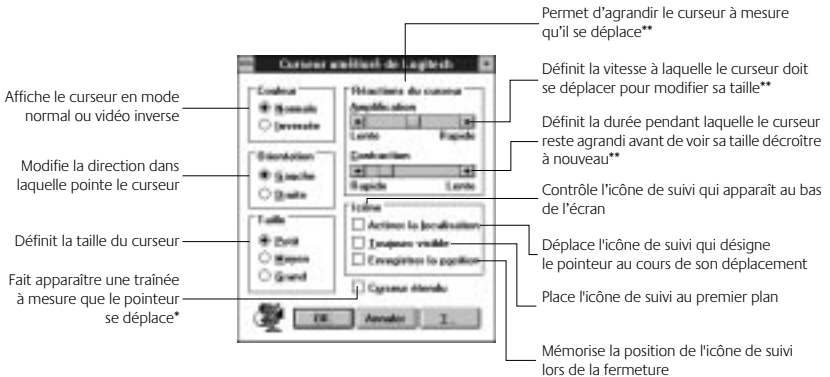 Permet d'agrandir le curseur à mesure
qu'il se déplace**
Définit la vitesse à laquelle le curseur doit
se déplacer pour modifier sa taille**
Définit la durée pendant laquelle le curseur
reste agrandi avant de voir sa taille décroître
à nouveau**
Contrôle l'icône de suivi qui apparaît au bas
de l'écran
Déplace l'icône de suivi qui désigne
le pointeur au cours de son déplacement
Place l'icône de suivi au premier plan
Mémorise la position de l'icône de suivi
lors de la fermeture
Affiche le curseur en mode
normal ou vidéo inverse
Modifie la direction dans
laquelle pointe le curseur
Définit la taille du curseur
Fait apparaître une traînée
à mesure que le pointeur
se déplace*
Curseur amélioré de Logitech
Couleur
Normale
Inversée
Orientation
Gauche
Droite
Taille
Petit
Moyen
Grand
Réactions du curseur
Amplification
Lente Rapide
Contraction
Rapide Lente
Icône
Activer la localisation
Toujours visible
Enregistrer la position
Curseur étendu
OK Annuler ?...